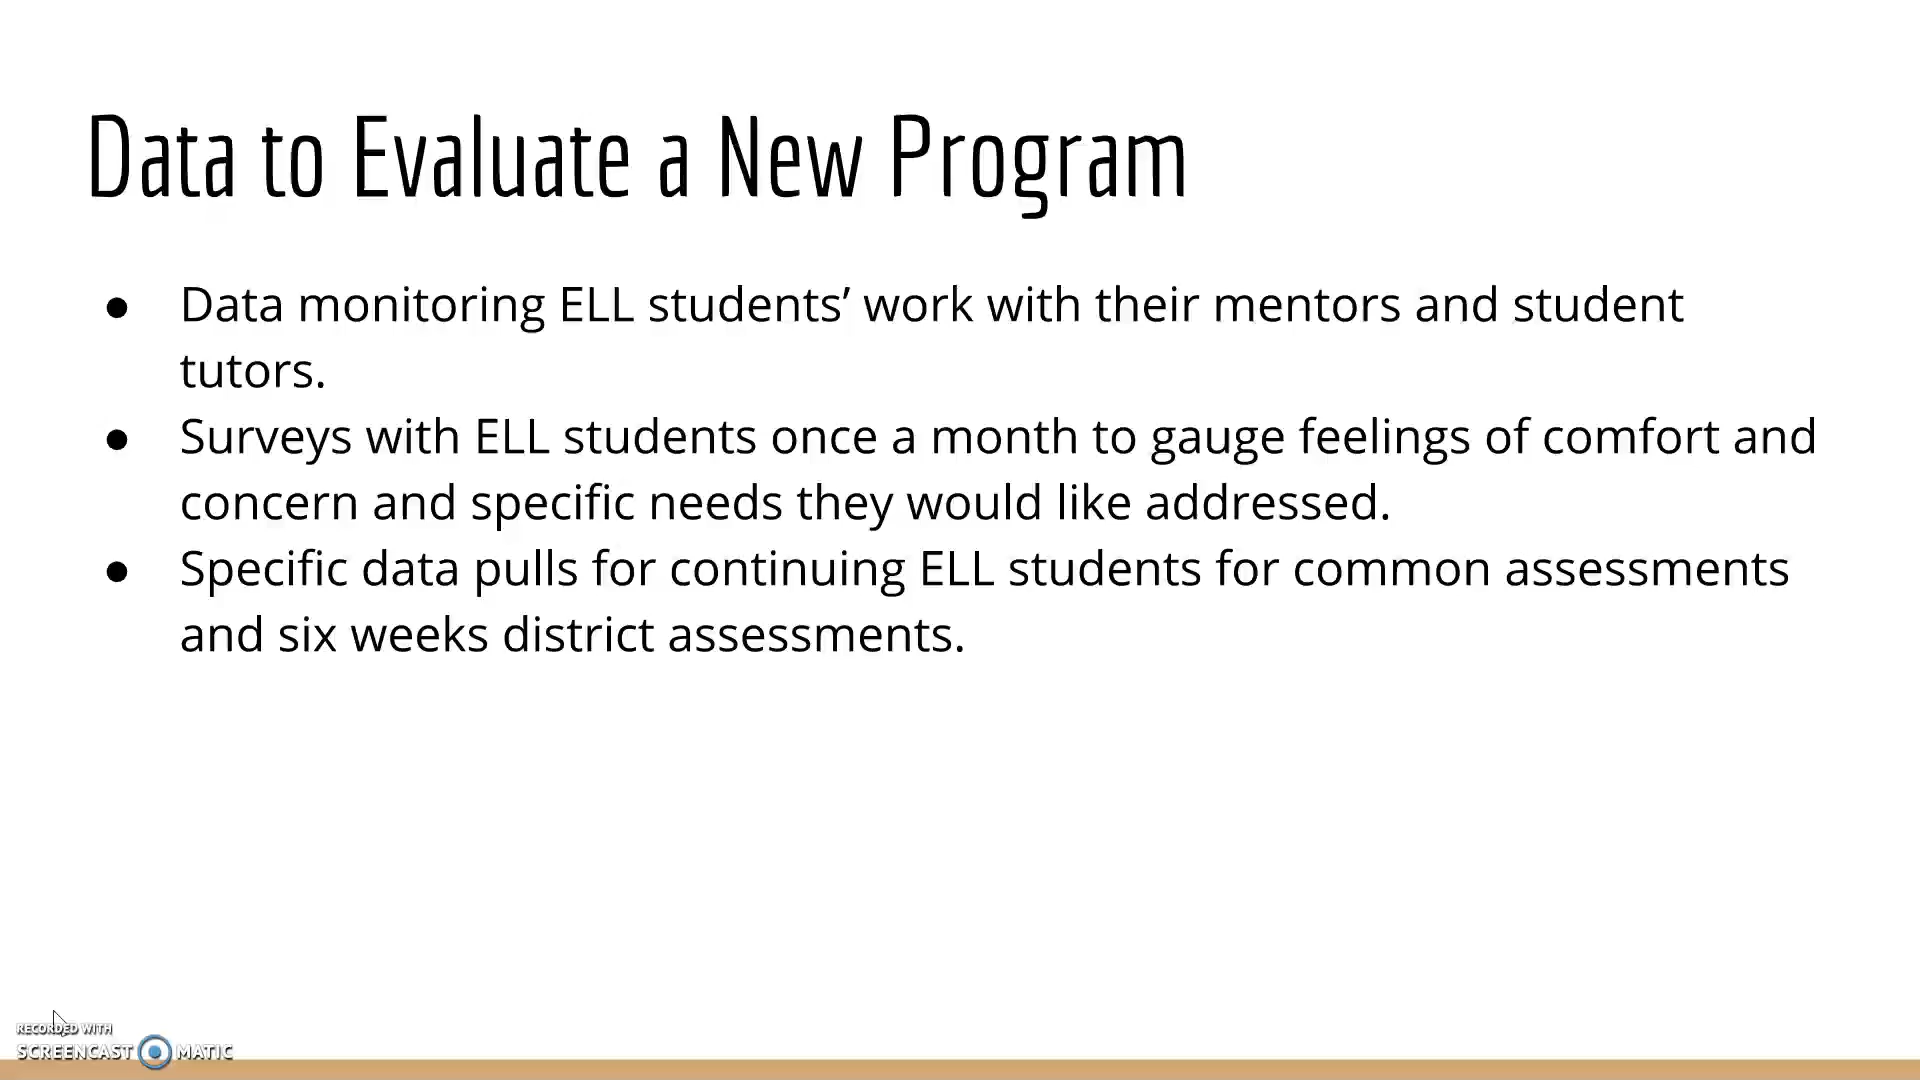 Data to Evaluate a New Program
● Data monitoring ELL students’ work with their mentors and student
tutors.
● Surveys with ELL students once a month to gauge feelings of comfort and
concern and specific needs they would like addressed.
● Specific data pulls for continuing ELL students for common assessments
and six weeks district assessments.
RECORDED WITH
SCREENCAST MATIC